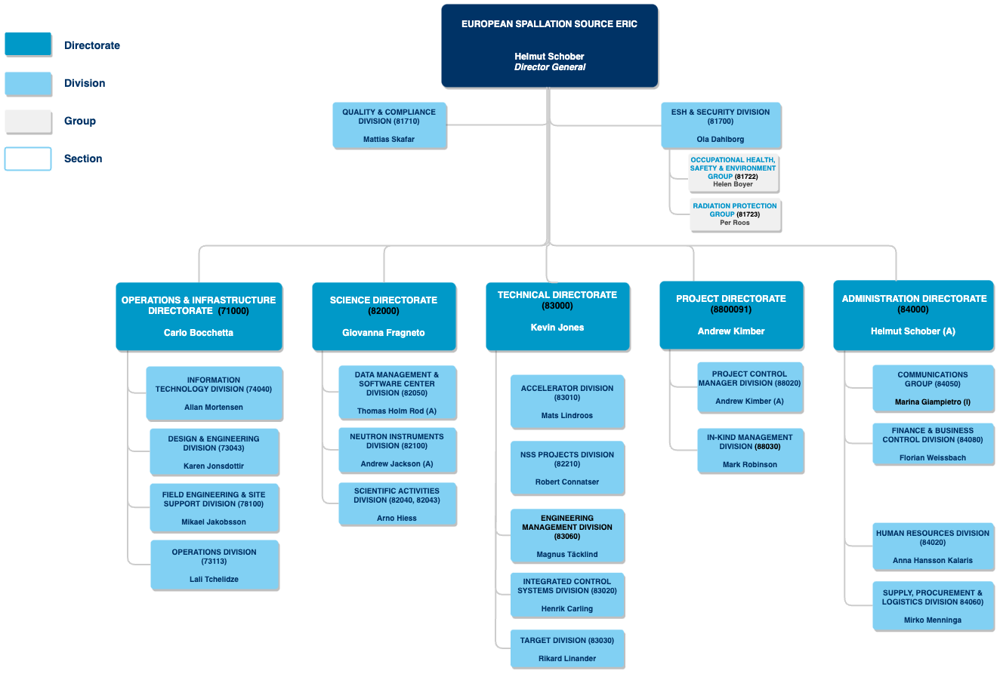 Directorate
Division
Group
Section
EUROPEAN SPALLATION SOURCE ERIC
Helmut Schober
Director General
QUALITY & COMPLIANCE
DIVISION (81710)
Mattias Skafar
ESH & SECURITY DIVISION
(81700)
Ola Dahlborg
OCCUPATIONAL HEALTH,
SAFETY & ENVIRONMENT
GROUP (81722)
Helen Boyer
RADIATION PROTECTION
GROUP (81723)
Per Roos
OPERATIONS & INFRASTRUCTURE
DIRECTORATE (71000)
Carlo Bocchetta
INFORMATION
TECHNOLOGY DIVISION (74040)
Allan Mortensen
DESIGN & ENGINEERING
DIVISION (73043)
Karen Jonsdottir
FIELD ENGINEERING & SITE
SUPPORT DIVISION (78100)
Mikael Jakobsson
OPERATIONS DIVISION
(73113)
Lali Tchelidze
SCIENCE DIRECTORATE
(82000)
Giovanna Fragneto
DATA MANAGEMENT &
SOFTWARE CENTER
DIVISION (82050)
Thomas Holm Rod (A)
NEUTRON INSTRUMENTS
DIVISION (82100)
Andrew Jackson (A)
SCIENTIFIC ACTIVITIES
DIVISION (82040, 82043)
Arno Hiess
TECHNICAL DIRECTORATE
(83000)
Kevin Jones
ACCELERATOR DIVISION
(83010)
Mats Lindroos
NSS PROJECTS DIVISION
(82210)
Robert Connatser
ENGINEERING
MANAGEMENT DIVISION
(83060)
Magnus Täcklind
INTEGRATED CONTROL
SYSTEMS DIVISION (83020)
Henrik Carling
TARGET DIVISION (83030)
Rikard Linander
PROJECT DIRECTORATE
(8800091)
Andrew Kimber
PROJECT CONTROL
MANAGER DIVISION (88020)
Andrew Kimber (A)
IN-KIND MANAGEMENT
DIVISION (88030)
Mark Robinson
ADMINISTRATION DIRECTORATE
(84000)
Helmut Schober (A)
COMMUNICATIONS
GROUP (84050)
Marina Giampietro (I)
FINANCE & BUSINESS
CONTROL DIVISION (84080)
Florian Weissbach
HUMAN RESOURCES DIVISION
(84020)
Anna Hansson Kalaris
SUPPLY, PROCUREMENT &
LOGISTICS DIVISION 84060)
Mirko Menninga